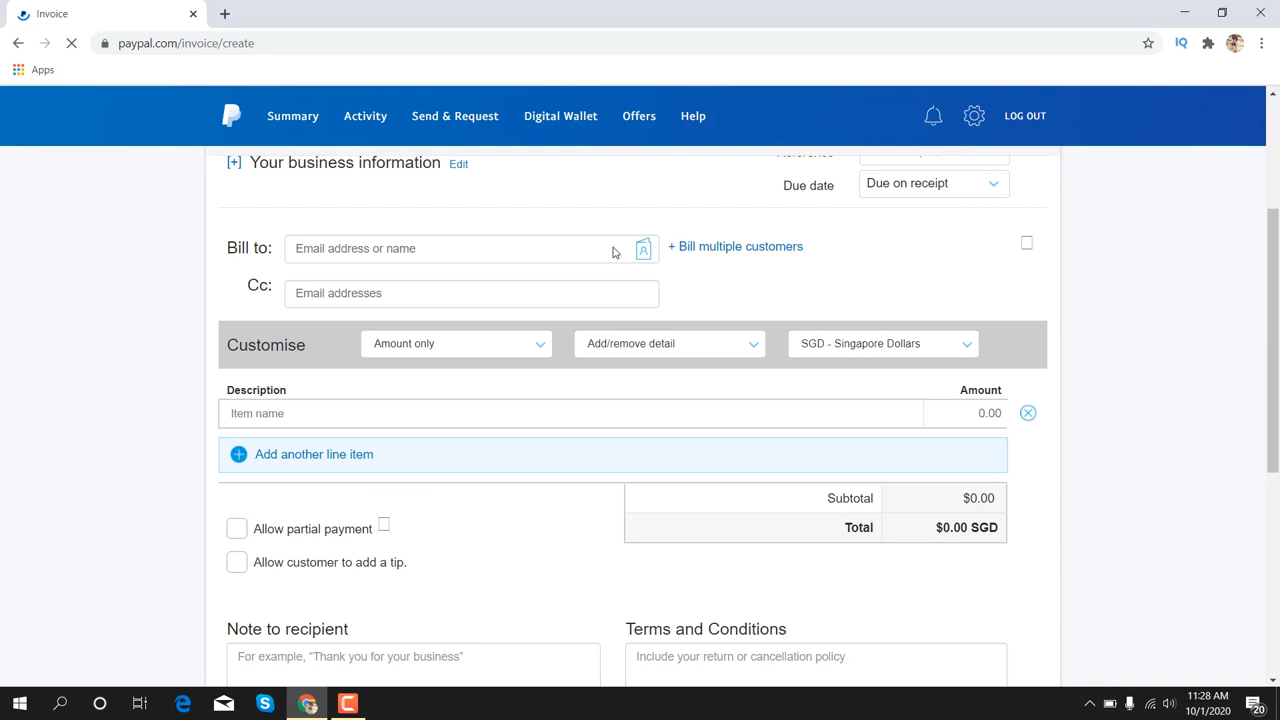 Invoice
paypal.com/invoice/create
IQ
Apps
Summary Activity Send & Request Digital Wallet Offers Help LOG OUT
[+] Your business information Edit
Reference
Due date Due on receipt
Bill to: Email address or name + Bill multiple customers
Cc: Email addresses
Customise Amount only Add/remove detail SGD - Singapore Dollars
Description Amount
Item name 0.00
Add another line item
Subtotal $0.00
Total $0.00 SGD
Allow partial payment
Allow customer to add a tip.
Note to recipient Terms and Conditions
For example, “Thank you for your business” Include your return or cancellation policy
11:28 AM
10/1/2020
20